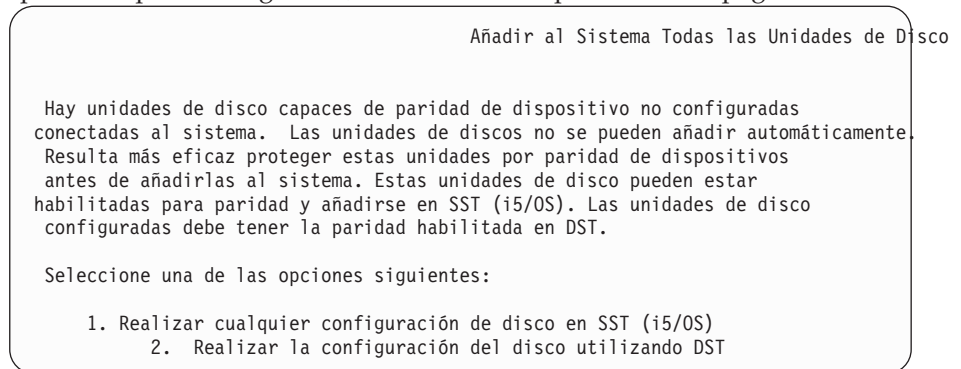 Añadir al Sistema Todas las Unidades de Disco
Hay unidades de disco capaces de paridad de dispositivo no configuradas
conectadas al sistema. Las unidades de discos no se pueden añadir automáticamente.
Resulta más eficaz proteger estas unidades por paridad de dispositivos
antes de añadirlas al sistema. Estas unidades de disco pueden estar
habilitadas para paridad y añadirse en SST (i5/OS). Las unidades de disco
configuradas debe tener la paridad habilitada en DST.
Seleccione una de las opciones siguientes:
1. Realizar cualquier configuración de disco en SST (i5/OS)
2. Realizar la configuración del disco utilizando DST